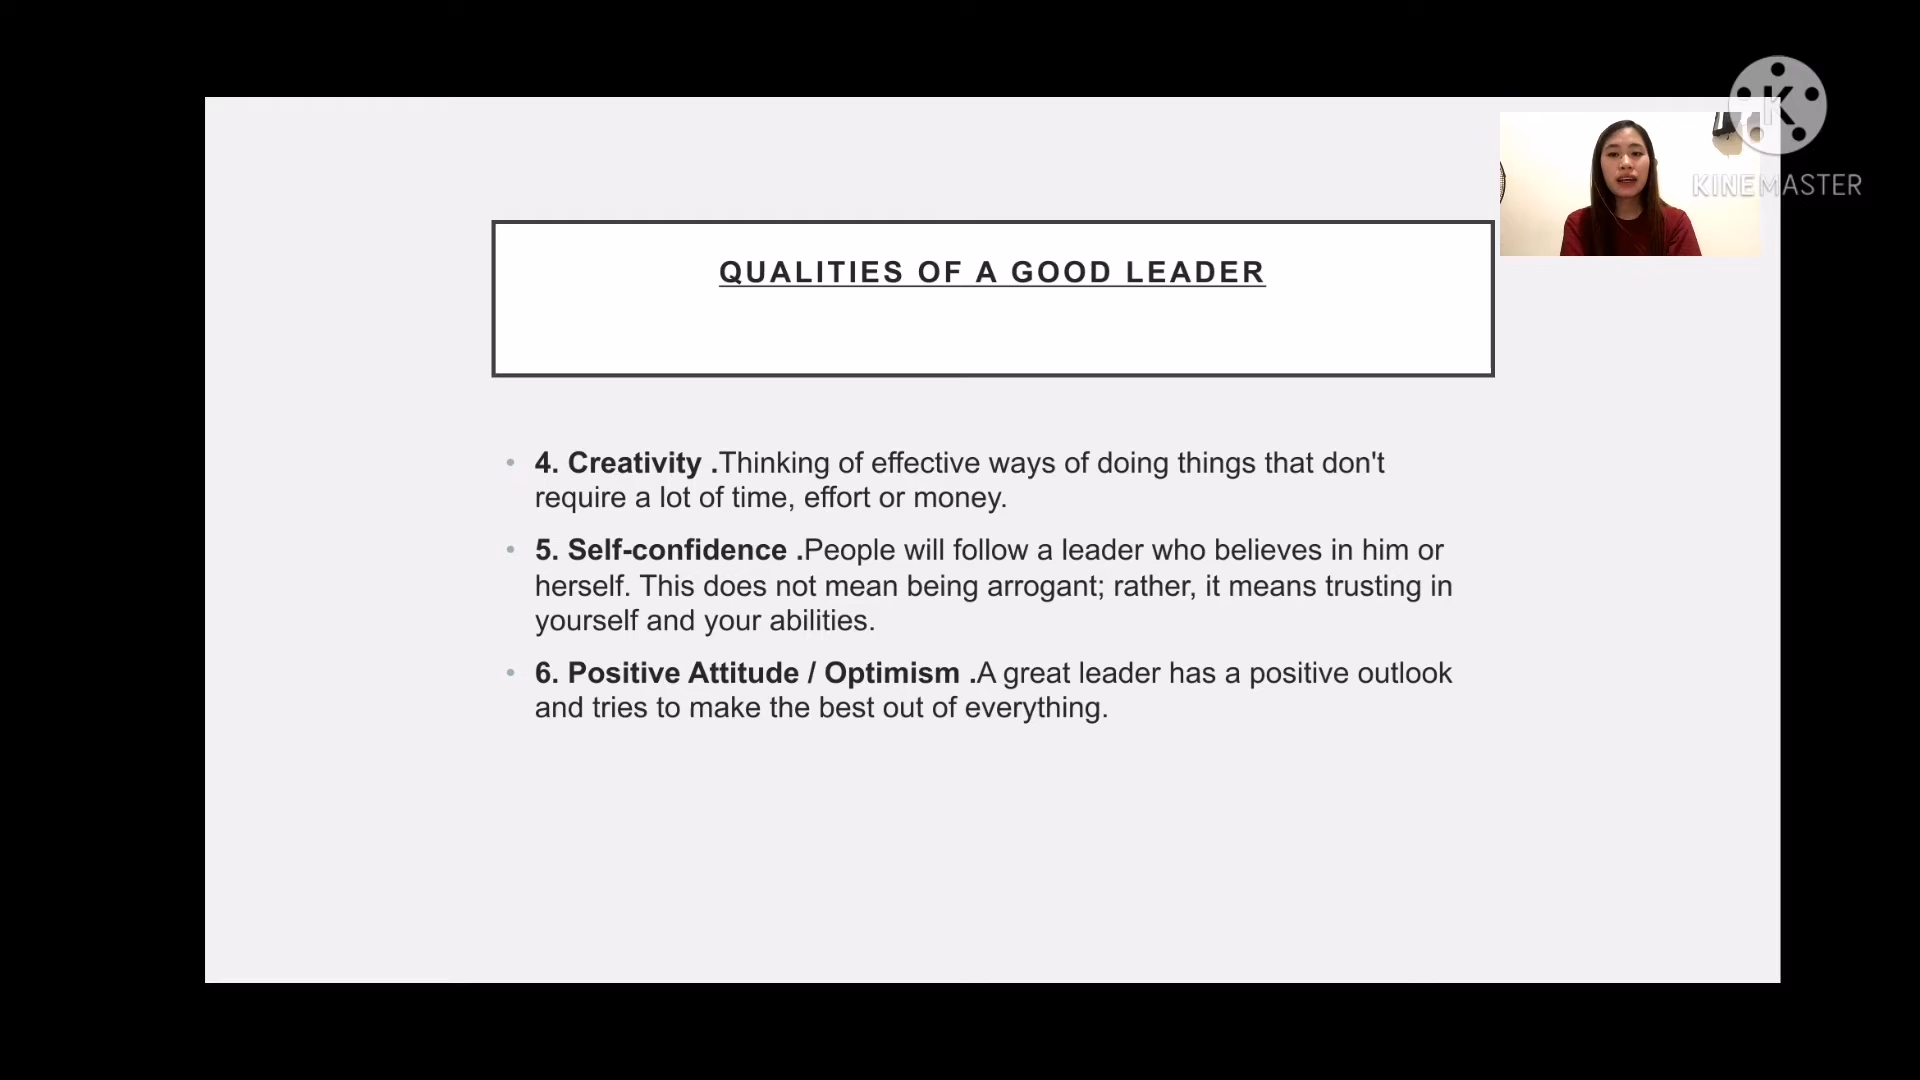 K
KINEMASTER
QUALITIES OF A GOOD LEADER
• 4. Creativity .Thinking of effective ways of doing things that don't
require a lot of time, effort or money.
• 5. Self-confidence .People will follow a leader who believes in him or
herself. This does not mean being arrogant; rather, it means trusting in
yourself and your abilities.
• 6. Positive Attitude / Optimism .A great leader has a positive outlook
and tries to make the best out of everything.